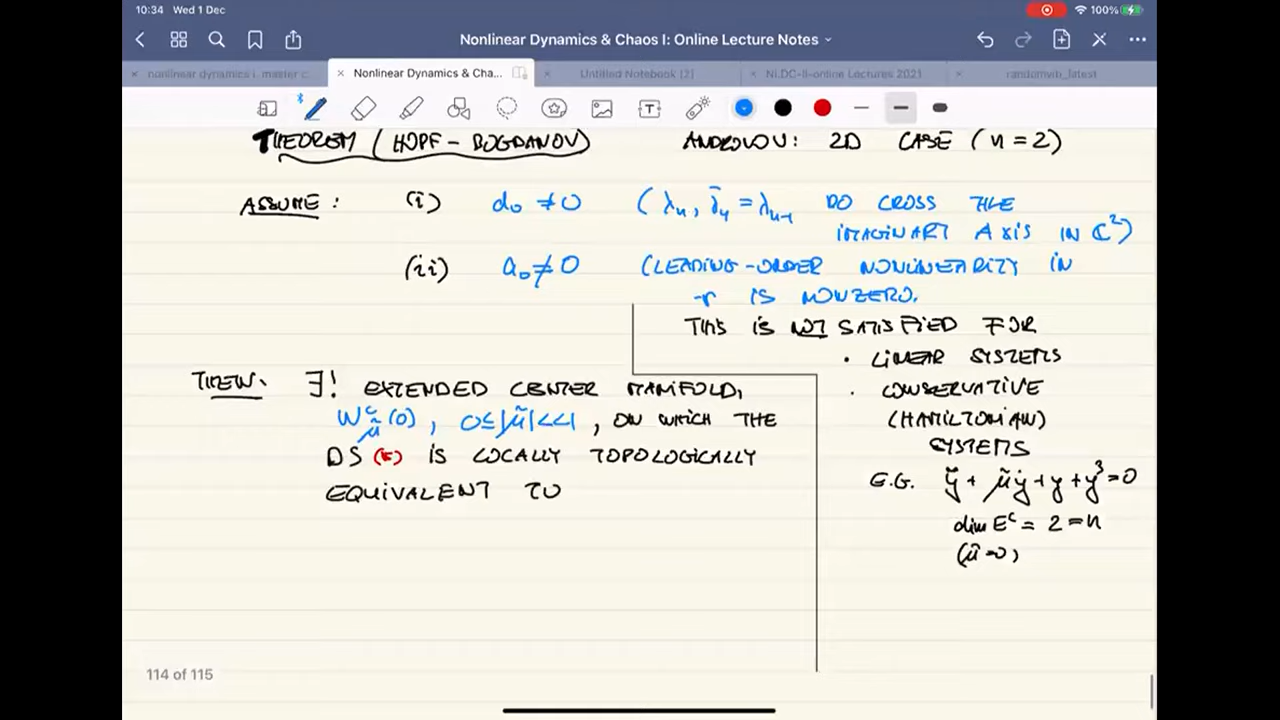 10:34 Wed 1 Dec
100%
Nonlinear Dynamics & Chaos I: Online Lecture Notes
nonlinear dynamics i. master c
Nonlinear Dynamics & Cha...
Untitled Notebook (2)
NLDC-II-online Lectures 2021
randomvib_latest
THEOREM (HOPF - BOGDANOV) ANDRONOV: 2D CASE (n=2)
ASSUME: (i) d₀ ≠ 0 (λₙ, λ̄ₙ = λₙ₋₁ DO CROSS THE
IMAGINARY AXIS IN ℂ²)
(ii) a₀ ≠ 0 (LEADING-ORDER NONLINEARITY IN
r IS NONZERO.
THIS IS NOT SATISFIED FOR
• LINEAR SYSTEMS
• CONSERVATIVE
(HAMILTONIAN)
SYSTEMS
E.G. ÿ + μ̃ẏ + y + y³ = 0
dim Eᶜ = 2 = n
(μ̃=0)
THEN: ∃! EXTENDED CENTER MANIFOLD,
Wᶜ_μ̃(0), 0≤|μ̃|<<1, ON WHICH THE
DS (*) IS LOCALLY TOPOLOGICALLY
EQUIVALENT TO
114 of 115